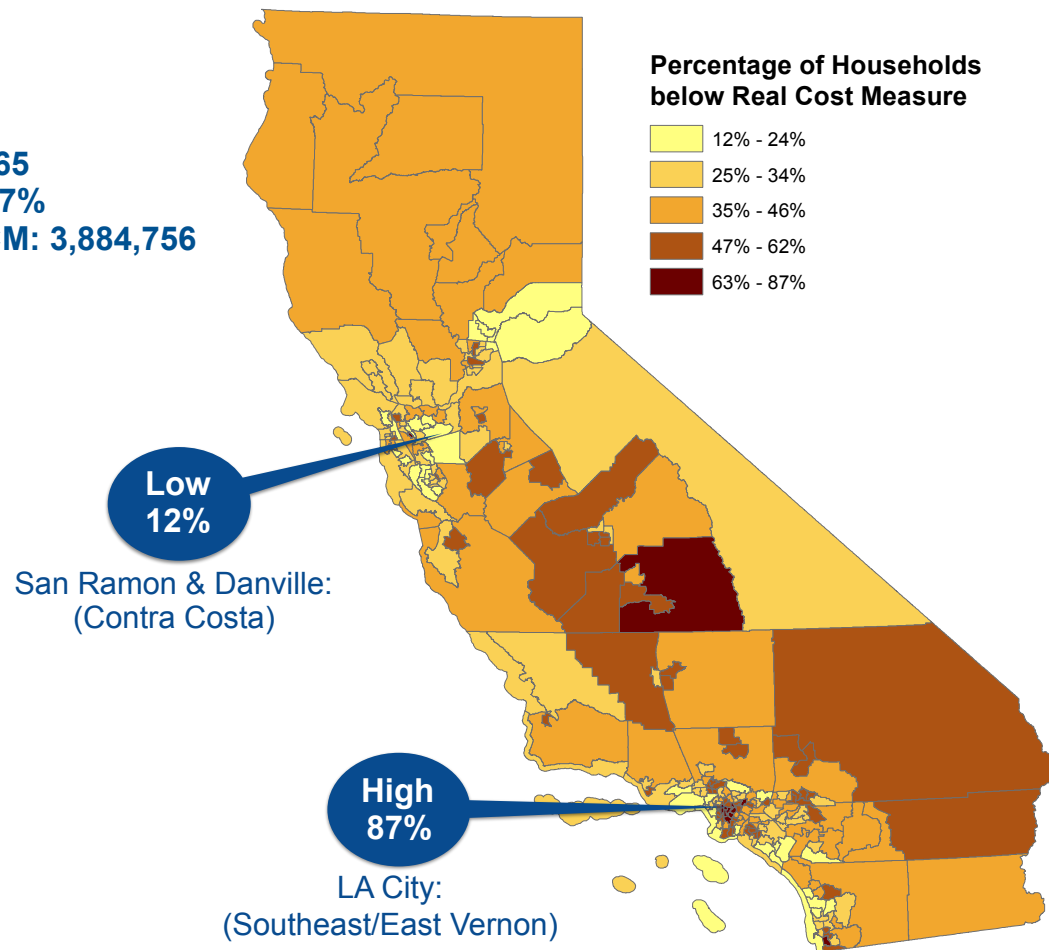 Percentage of Households
below Real Cost Measure
12% - 24%
25% - 34%
35% - 46%
47% - 62%
63% - 87%
65
7%
M: 3,884,756
Low
12%
San Ramon & Danville:
(Contra Costa)
High
87%
LA City:
(Southeast/East Vernon)